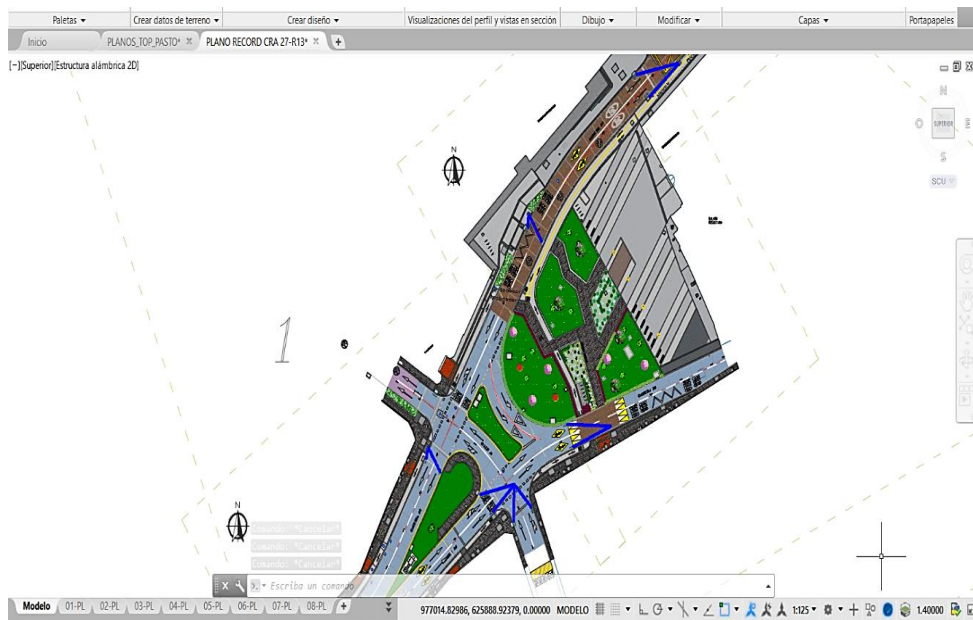 Paletas Crear datos de terreno Crear diseño Visualizaciones del perfil y vistas en sección Dibujo Modificar Capas Portapapeles
Inicio PLANOS_TOP_PASTO* PLANO RECORD CRA 27-R13* +
[-][Superior][Estructura alámbrica 2D]
N
N
O SUPERIOR
S
SCU
1
N
Comando: *Cancelar*
Comando: *Cancelar*
Comando: *Cancelar*
Escriba un comando
Modelo 01-PL 02-PL 03-PL 04-PL 05-PL 06-PL 07-PL 08-PL +
977014.82986, 625888.92379, 0.00000 MODELO 1:125 1.40000